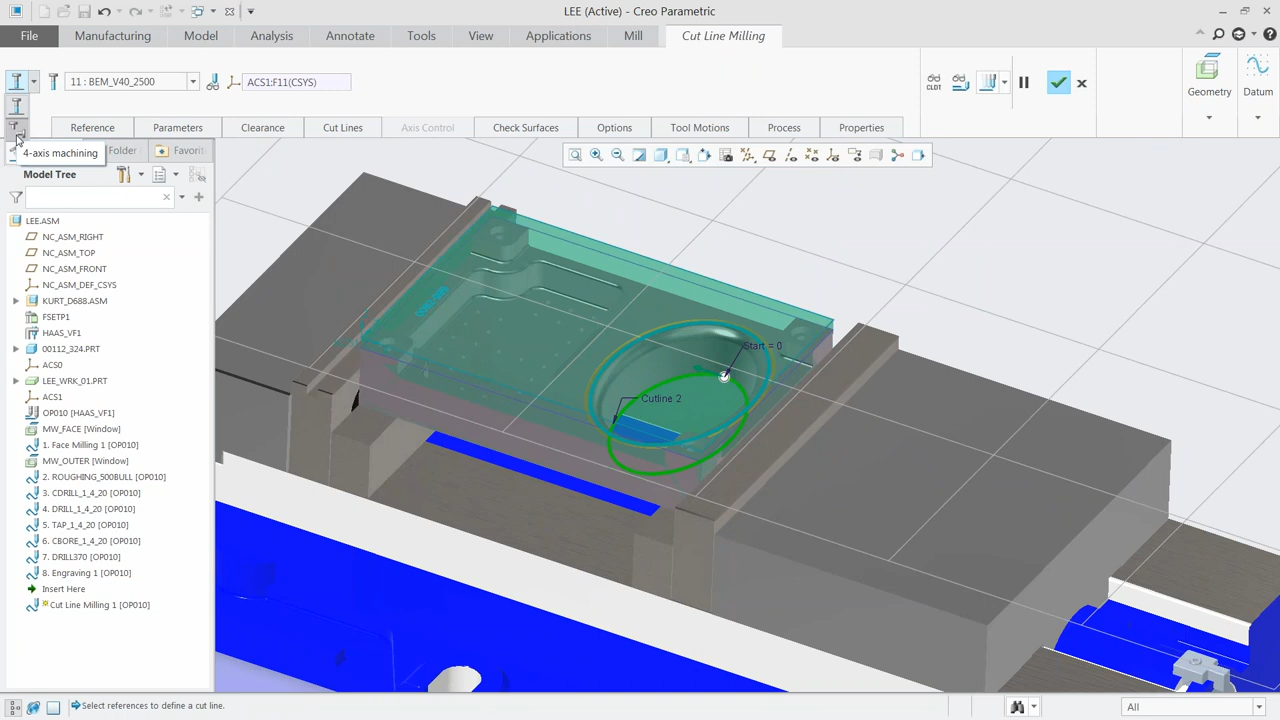 LEE (Active) - Creo Parametric
File Manufacturing Model Analysis Annotate Tools View Applications Mill Cut Line Milling
11 : BEM_V40_2500
ACS1:F11(CSYS)
CLDT
Geometry
Datum
Reference Parameters Clearance Cut Lines Axis Control Check Surfaces Options Tool Motions Process Properties
4-axis machining
Folder
Favorit
Model Tree
LEE.ASM
NC_ASM_RIGHT
NC_ASM_TOP
NC_ASM_FRONT
NC_ASM_DEF_CSYS
KURT_D688.ASM
FSETP1
HAAS_VF1
00112_324.PRT
ACS0
LEE_WRK_01.PRT
ACS1
OP010 [HAAS_VF1]
MW_FACE [Window]
1. Face Milling 1 [OP010]
MW_OUTER [Window]
2. ROUGHING_500BULL [OP010]
3. CDRILL_1_4_20 [OP010]
4. DRILL_1_4_20 [OP010]
5. TAP_1_4_20 [OP010]
6. CBORE_1_4_20 [OP010]
7. DRILL370 [OP010]
8. Engraving 1 [OP010]
Insert Here
Cut Line Milling 1 [OP010]
Start = 0
Cutline 2
Select references to define a cut line.
All